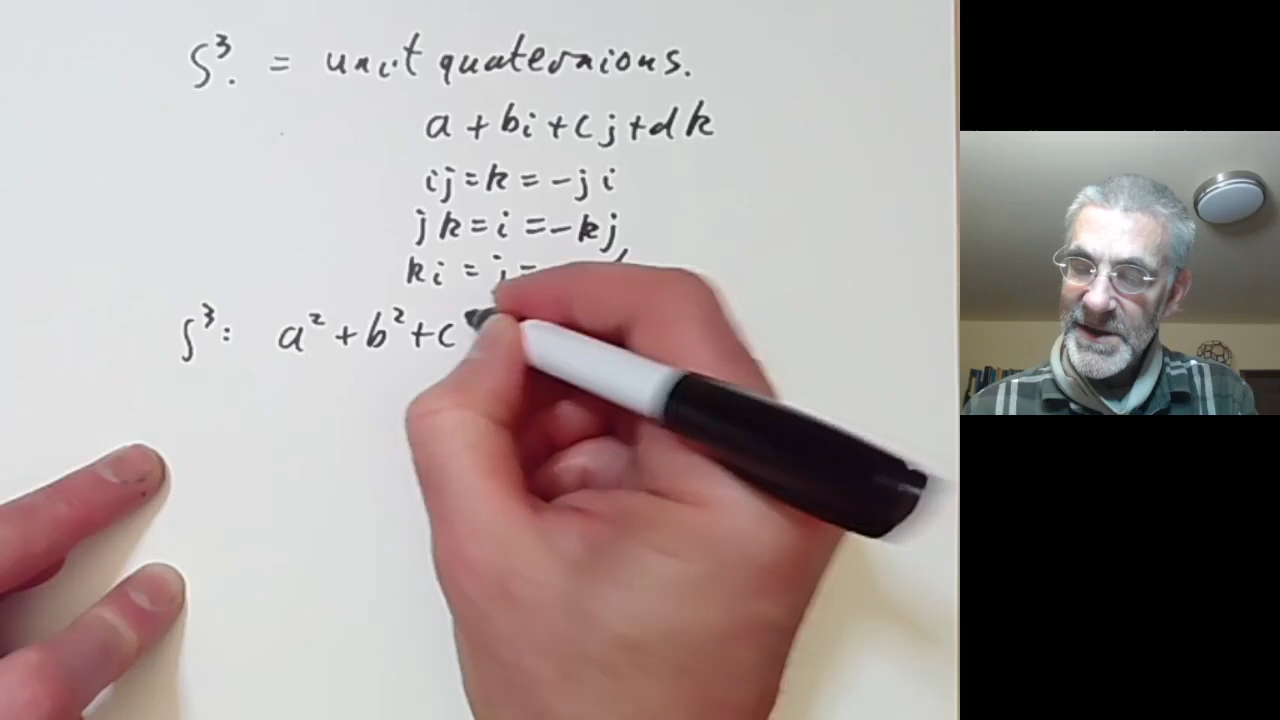 S³. = unit quaternions.
a + bi + cj + dk
ij = k = -ji
jk = i = -kj
ki = j =
S³: a² + b² + c